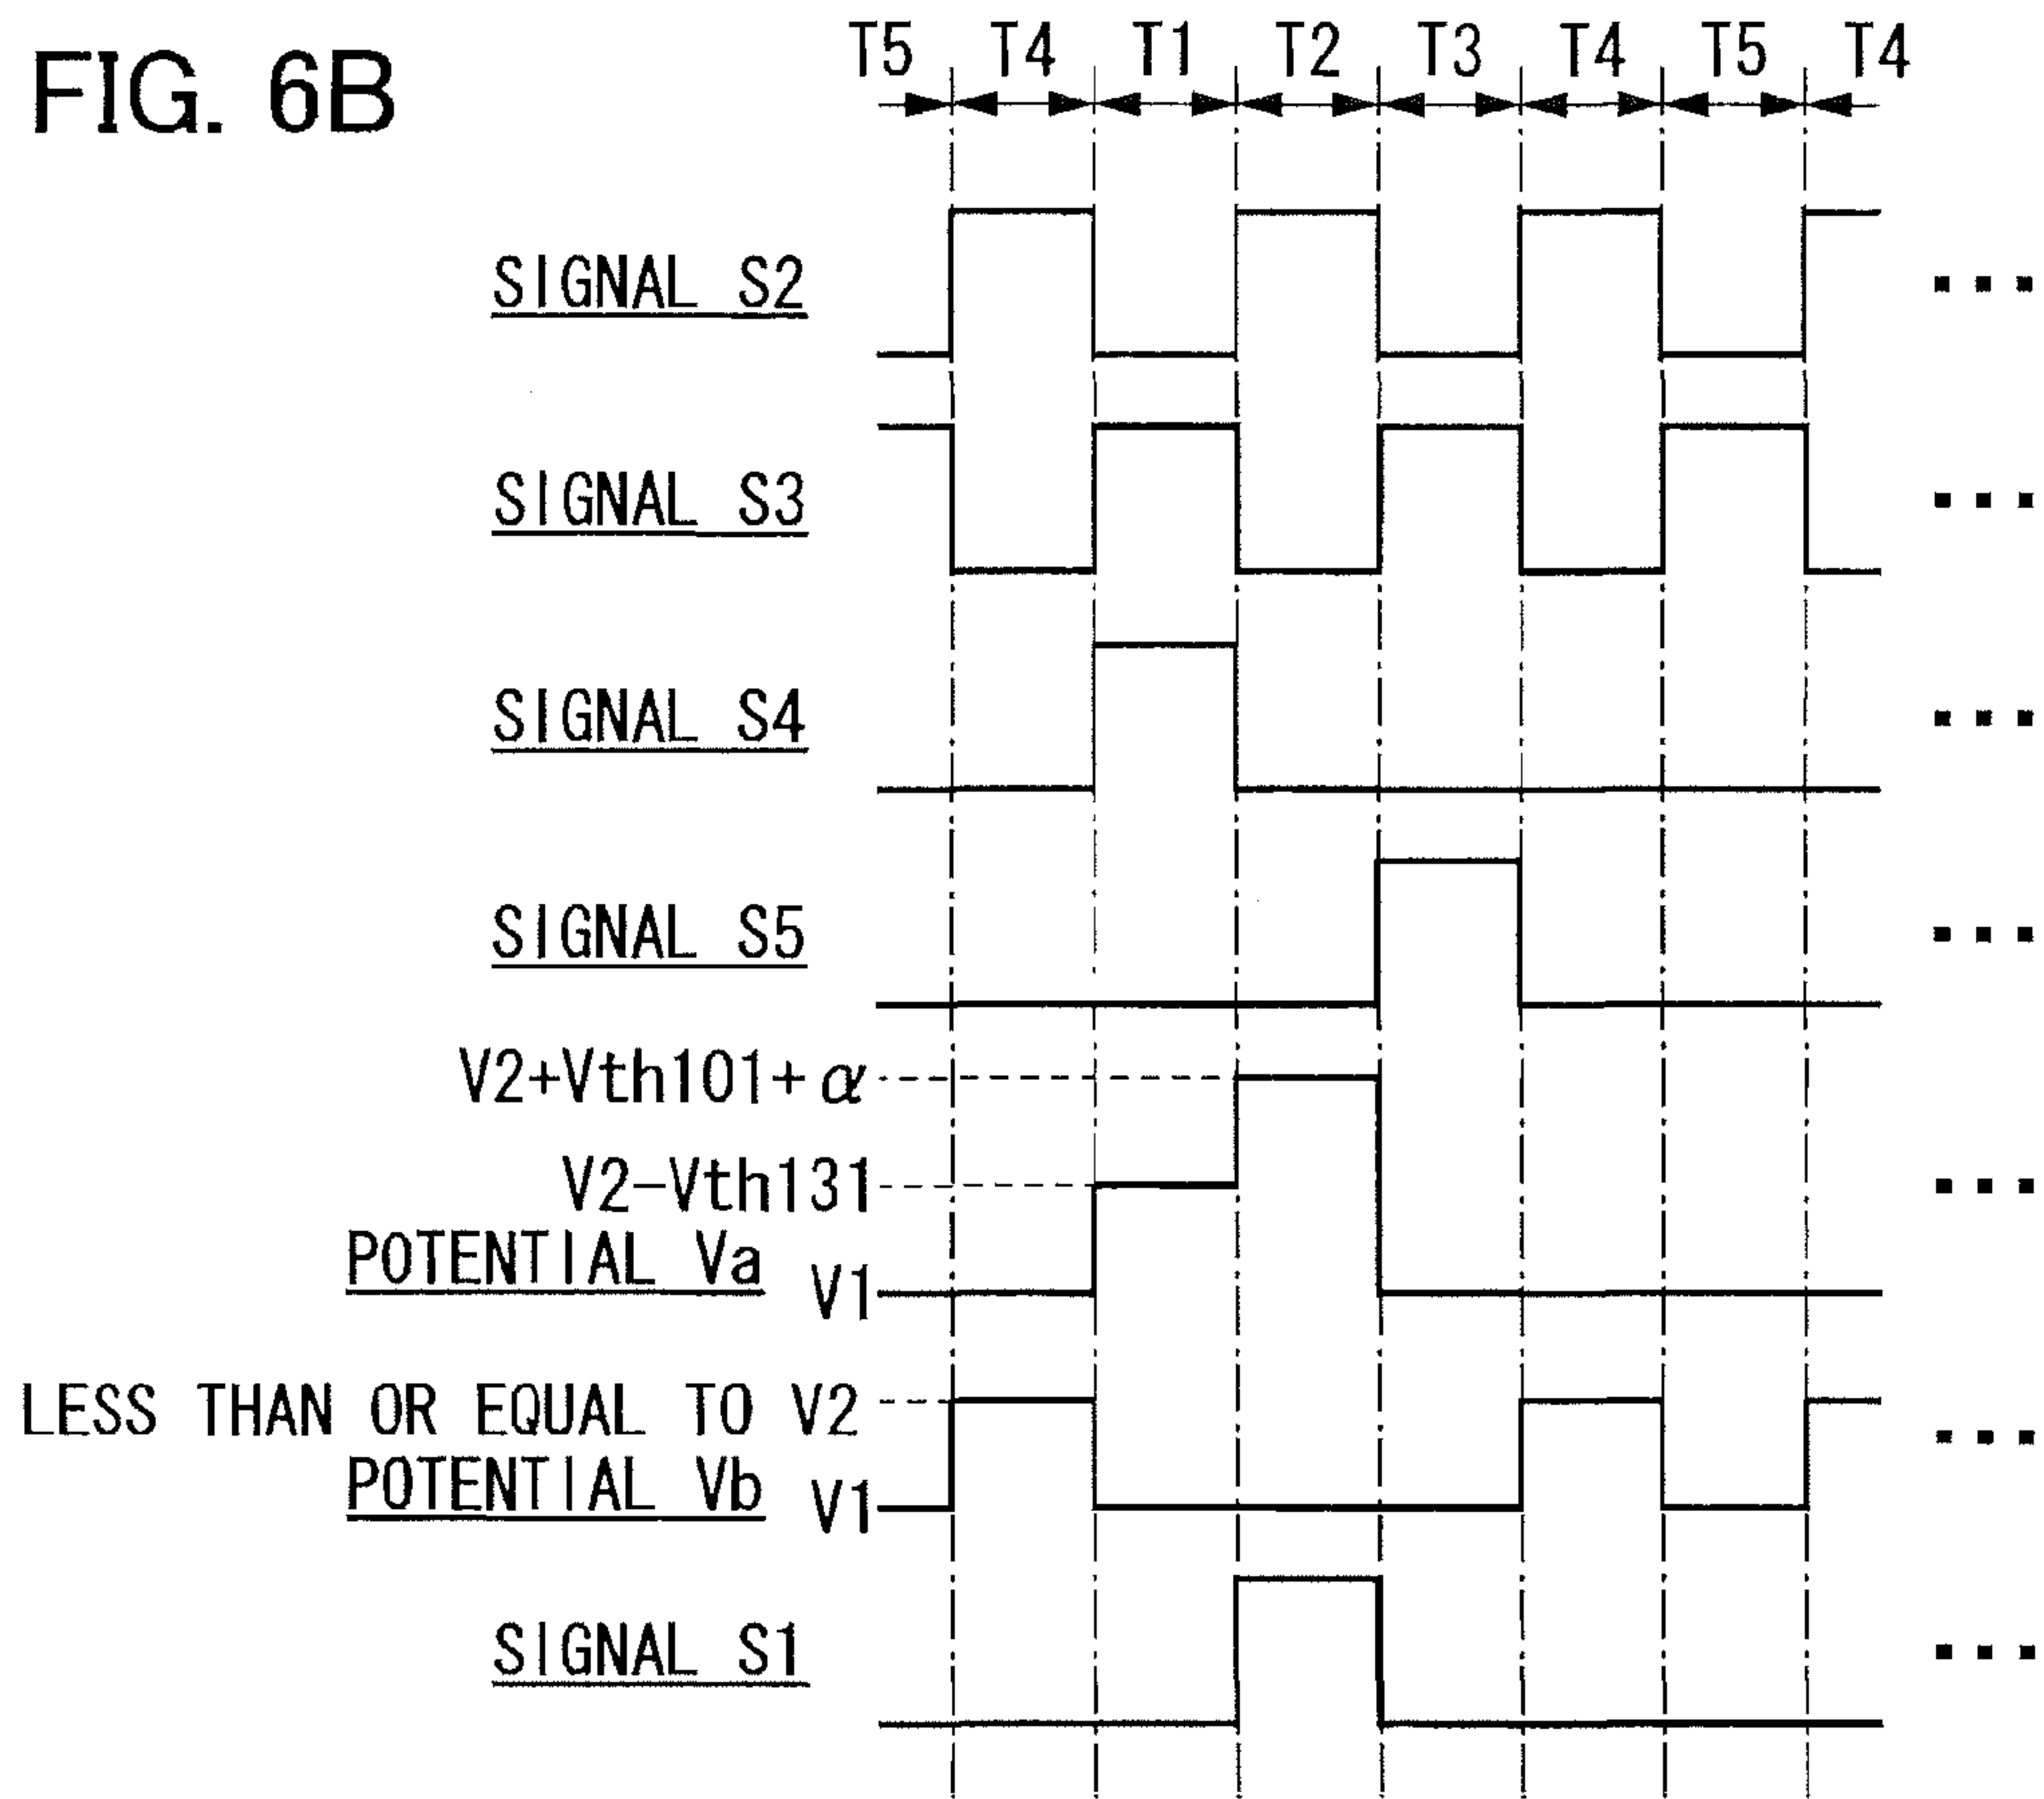 FIG. 6B
T5 T4 T1 T2 T3 T4 T5 T4
SIGNAL S2
SIGNAL S3
SIGNAL S4
SIGNAL S5
V2+Vth101+α
V2-Vth131
POTENTIAL Va V1
LESS THAN OR EQUAL TO V2
POTENTIAL Vb V1
SIGNAL S1